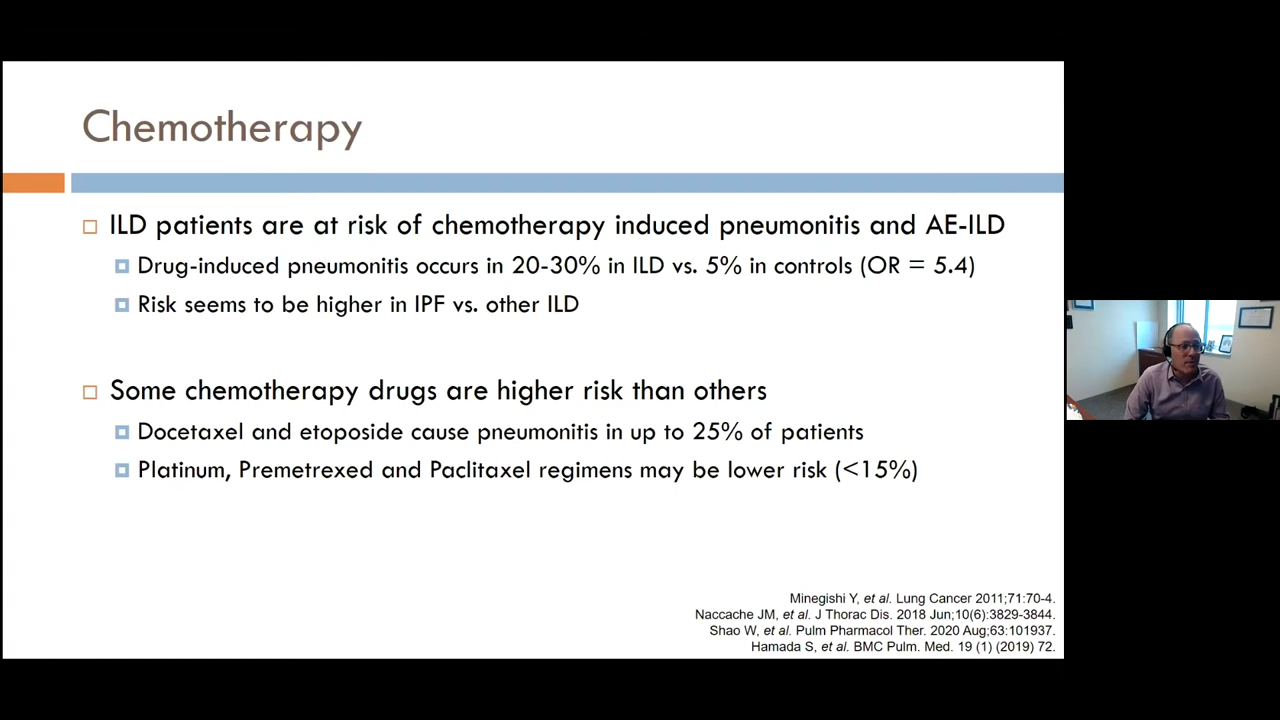 Chemotherapy
ILD patients are at risk of chemotherapy induced pneumonitis and AE-ILD
Drug-induced pneumonitis occurs in 20-30% in ILD vs. 5% in controls (OR = 5.4)
Risk seems to be higher in IPF vs. other ILD
Some chemotherapy drugs are higher risk than others
Docetaxel and etoposide cause pneumonitis in up to 25% of patients
Platinum, Premetrexed and Paclitaxel regimens may be lower risk (<15%)
Minegishi Y, et al. Lung Cancer 2011;71:70-4.
Naccache JM, et al. J Thorac Dis. 2018 Jun;10(6):3829-3844.
Shao W, et al. Pulm Pharmacol Ther. 2020 Aug;63:101937.
Hamada S, et al. BMC Pulm. Med. 19 (1) (2019) 72.